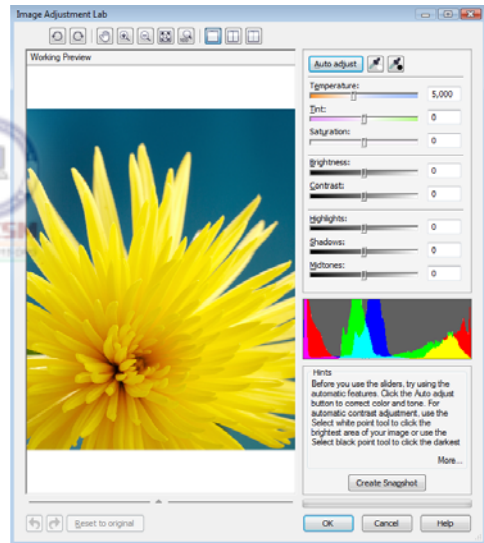 Image Adjustment Lab
Working Preview
Auto adjust
Temperature:
5,000
Tint:
0
Saturation:
0
Brightness:
0
Contrast:
0
Highlights:
0
Shadows:
0
Midtones:
0
Hints
Before you use the sliders, try using the
automatic features. Click the Auto adjust
button to correct color and tone. For
automatic contrast adjustment, use the
Select white point tool to click the
brightest area of your image or use the
Select black point tool to click the darkest
More...
Create Snapshot
Reset to original
OK
Cancel
Help